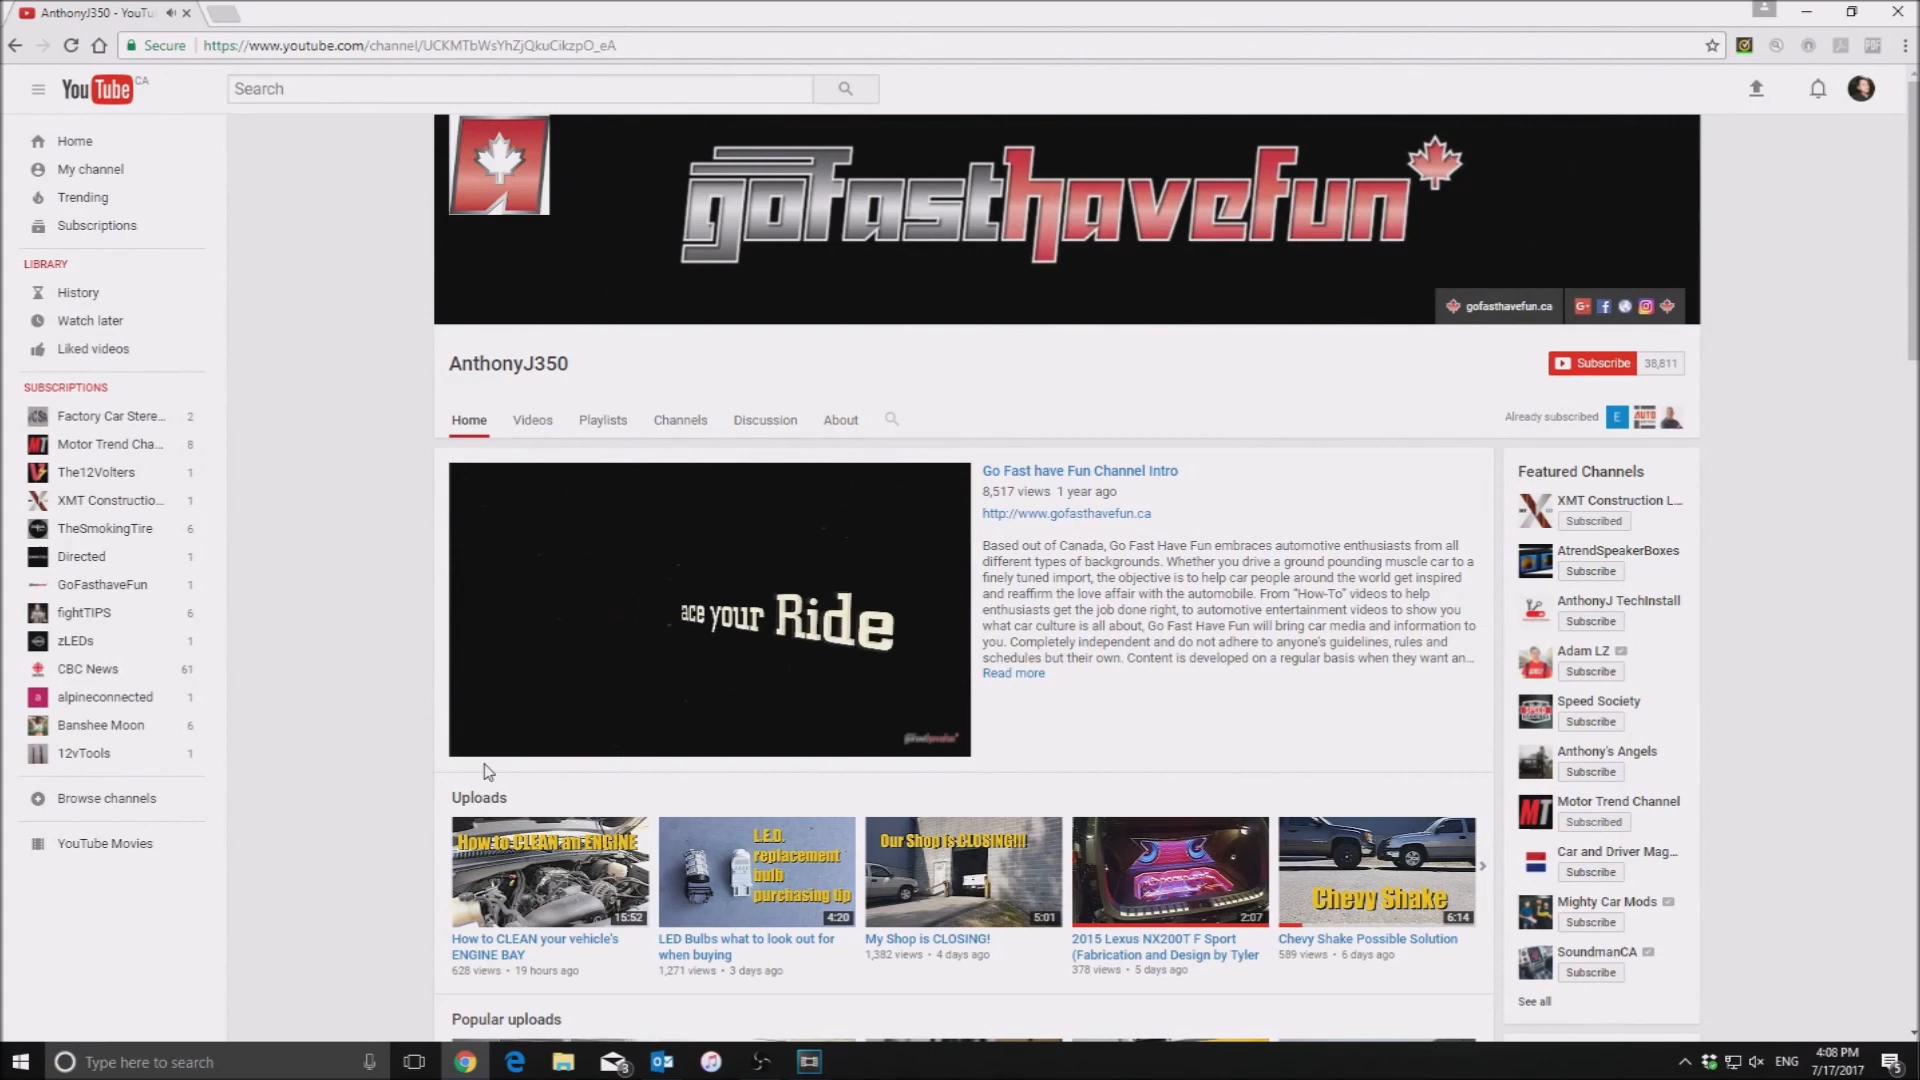 AnthonyJ350 - YouTu
Secure
https://www.youtube.com/channel/UCKMTbWsYhZjQkuCikzpO_eA
YouTube CA
Search
Home
My channel
Trending
Subscriptions
LIBRARY
History
Watch later
Liked videos
SUBSCRIPTIONS
Factory Car Stere... 2
Motor Trend Cha... 8
The12Volters 1
XMT Constructio... 1
TheSmokingTire 6
Directed 1
GoFasthaveFun 1
fightTIPS 6
zLEDs 1
CBC News 61
alpineconnected 1
Banshee Moon 6
12vTools 1
Browse channels
YouTube Movies
gofasthavefun
gofasthavefun.ca
AnthonyJ350
Subscribe 38,811
Home Videos Playlists Channels Discussion About
Already subscribed
ace your Ride
gofasthavefun
Go Fast have Fun Channel Intro
8,517 views 1 year ago
http://www.gofasthavefun.ca
Based out of Canada, Go Fast Have Fun embraces automotive enthusiasts from all
different types of backgrounds. Whether you drive a ground pounding muscle car to a
finely tuned import, the objective is to help car people around the world get inspired
and reaffirm the love affair with the automobile. From "How-To" videos to help
enthusiasts get the job done right, to automotive entertainment videos to show you
what car culture is all about, Go Fast Have Fun will bring car media and information to
you. Completely independent and do not adhere to anyone's guidelines, rules and
schedules but their own. Content is developed on a regular basis when they want an...
Read more
Uploads
How to CLEAN an ENGINE
15:52
How to CLEAN your vehicle's
ENGINE BAY
628 views • 19 hours ago
L.E.D.
replacement
bulb
purchasing tip
4:20
LED Bulbs what to look out for
when buying
1,271 views • 3 days ago
Our Shop is CLOSING!!!
5:01
My Shop is CLOSING!
1,382 views • 4 days ago
2:07
2015 Lexus NX200T F Sport
(Fabrication and Design by Tyler
378 views • 5 days ago
Chevy Shake
6:14
Chevy Shake Possible Solution
589 views • 6 days ago
Popular uploads
Featured Channels
XMT Construction L...
Subscribed
AtrendSpeakerBoxes
Subscribe
AnthonyJ TechInstall
Subscribe
Adam LZ
Subscribe
Speed Society
Subscribe
Anthony's Angels
Subscribe
Motor Trend Channel
Subscribed
Car and Driver Mag...
Subscribe
Mighty Car Mods
Subscribe
SoundmanCA
Subscribe
See all
Type here to search
ENG
4:08 PM
7/17/2017